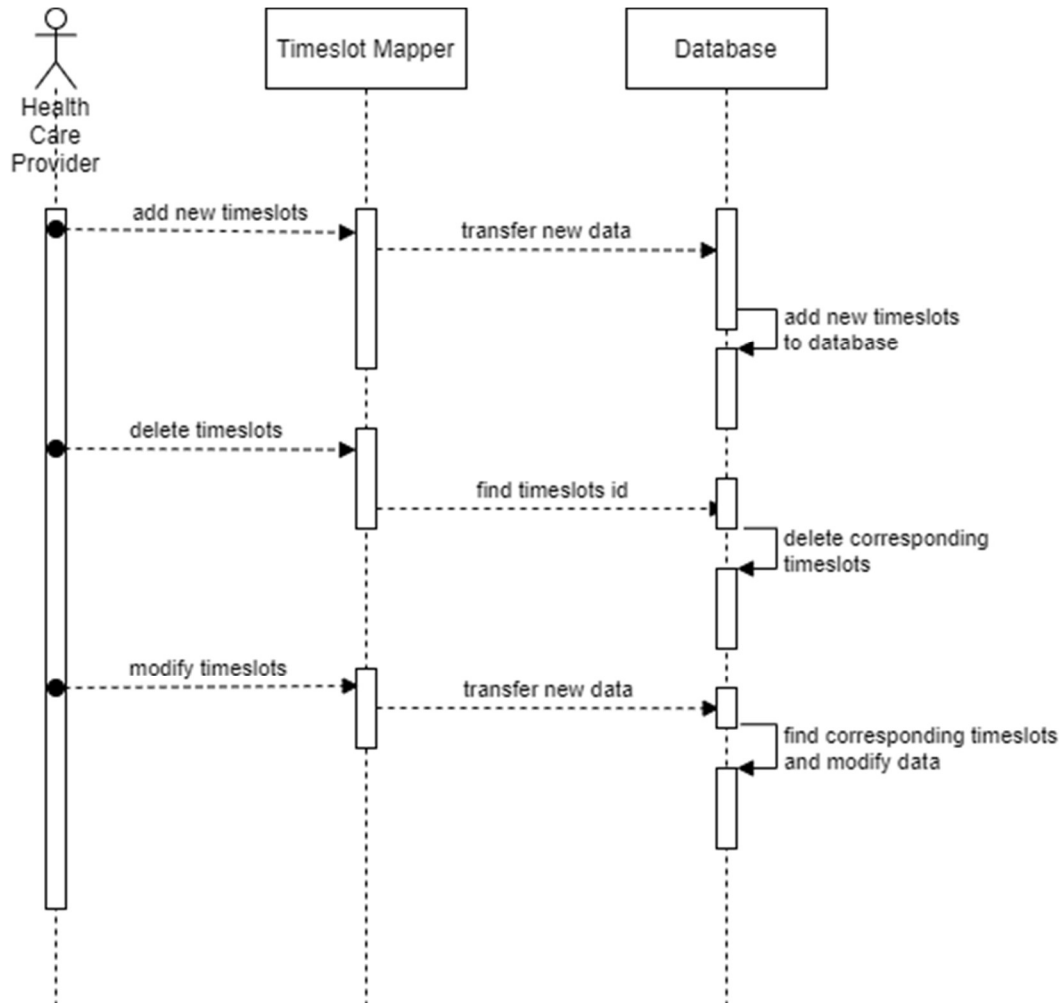 Health
Care
Provider
Timeslot Mapper
Database
add new timeslots
transfer new data
add new timeslots
to database
delete timeslots
find timeslots id
delete corresponding
timeslots
modify timeslots
transfer new data
find corresponding timeslots
and modify data